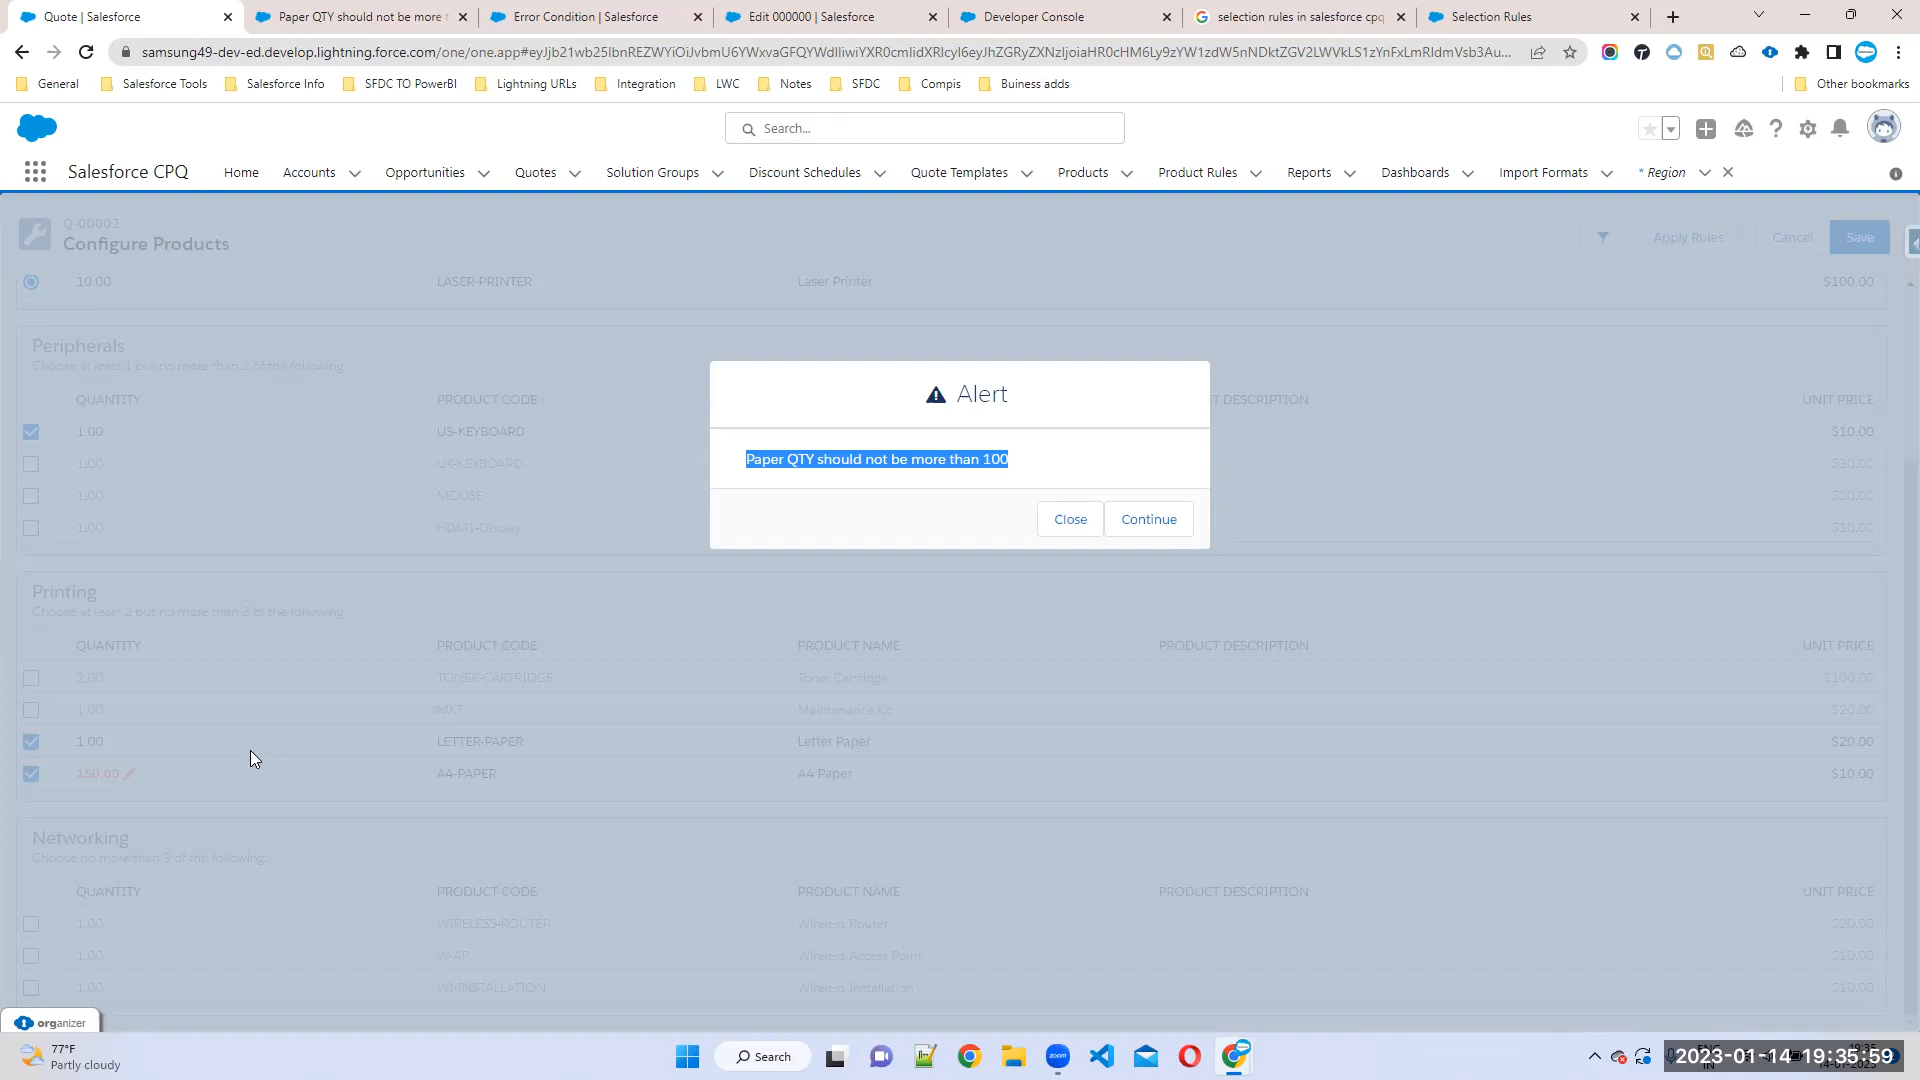 Quote | Salesforce
Paper QTY should not be more t
Error Condition | Salesforce
Edit 000000 | Salesforce
Developer Console
selection rules in salesforce cpq
Selection Rules
General
Salesforce Tools
Salesforce Info
SFDC TO PowerBI
Lightning URLs
Integration
LWC
Notes
SFDC
Compis
Buiness adds
Other bookmarks
Search...
Salesforce CPQ
Home
Accounts
Opportunities
Quotes
Solution Groups
Discount Schedules
Quote Templates
Products
Product Rules
Reports
Dashboards
Import Formats
* Region
Q-00002
Configure Products
Apply Rules
Cancel
Save
10.00 LASER-PRINTER Laser Printer $100.00
Peripherals
Choose at least 1 but no more than 2 of the following:
QUANTITY PRODUCT CODE T DESCRIPTION UNIT PRICE
1.00 US-KEYBOARD $10.00
1.00 UK-KEYBOARD $30.00
1.00 MOUSE $20.00
1.00 HDMI-Display $10.00
Alert
Paper QTY should not be more than 100
Close
Continue
Printing
Choose at least 2 but no more than 3 of the following:
QUANTITY PRODUCT CODE PRODUCT NAME PRODUCT DESCRIPTION UNIT PRICE
2.00 TONER-CARTRIDGE Toner Cartridge $100.00
1.00 MKT Maintenance Kit $20.00
1.00 LETTER-PAPER Letter Paper $20.00
150.00 A4-PAPER A4 Paper $10.00
Networking
Choose no more than 3 of the following:
QUANTITY PRODUCT CODE PRODUCT NAME PRODUCT DESCRIPTION UNIT PRICE
1.00 WIRELESS-ROUTER Wireless Router $20.00
1.00 W-AP Wireless Access Point $10.00
1.00 WI-INSTALLATION Wireless Installation $10.00
organizer
77°F
Partly cloudy
Search
zoom
2023-01-14 19:35:59